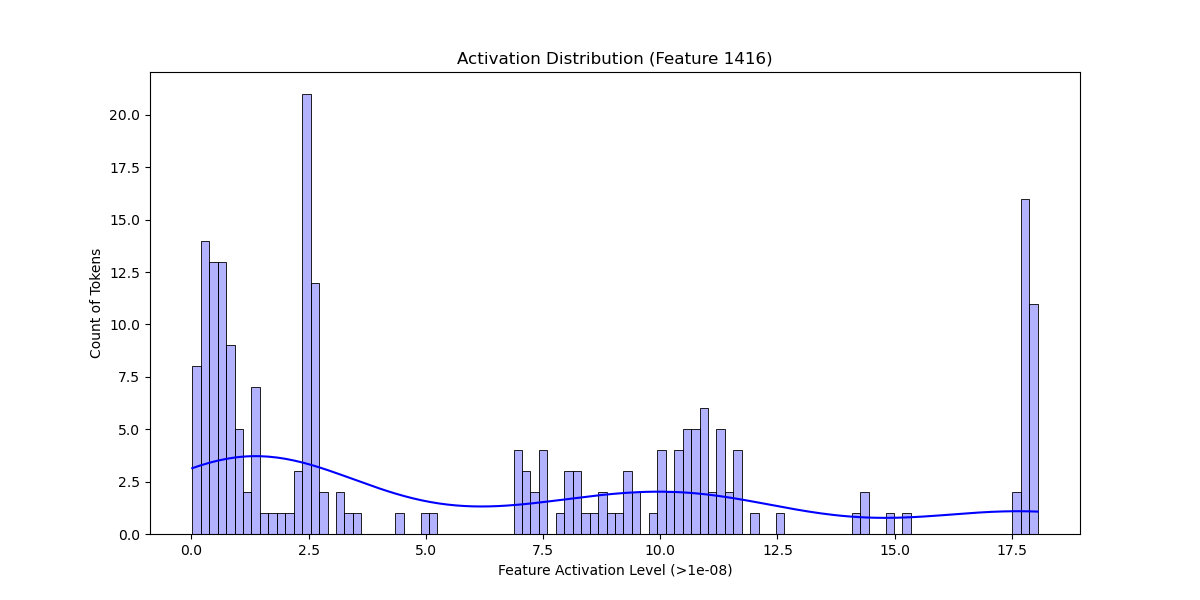 Activation Distribution (Feature 1416)
Count of Tokens
20.0
17.5
15.0
12.5
10.0
7.5
5.0
2.5
0.0
0.0 2.5 5.0 7.5 10.0 12.5 15.0 17.5
Feature Activation Level (>1e-08)